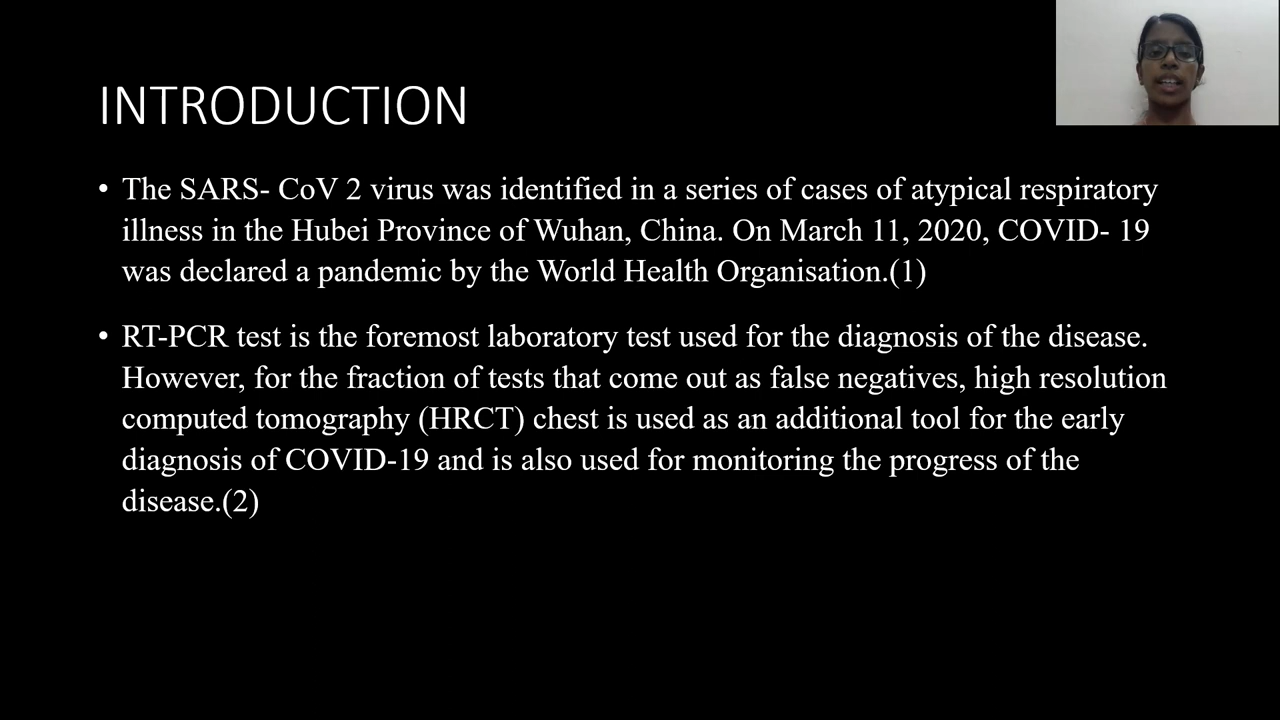 INTRODUCTION
• The SARS- CoV 2 virus was identified in a series of cases of atypical respiratory
illness in the Hubei Province of Wuhan, China. On March 11, 2020, COVID- 19
was declared a pandemic by the World Health Organisation.(1)
• RT-PCR test is the foremost laboratory test used for the diagnosis of the disease.
However, for the fraction of tests that come out as false negatives, high resolution
computed tomography (HRCT) chest is used as an additional tool for the early
diagnosis of COVID-19 and is also used for monitoring the progress of the
disease.(2)